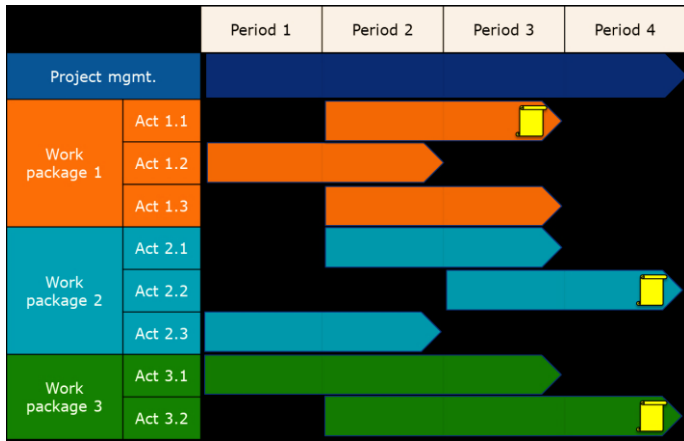 Period 1 Period 2 Period 3 Period 4
Project mgmt.
Work
package 1
Act 1.1
Act 1.2
Act 1.3
Work
package 2
Act 2.1
Act 2.2
Act 2.3
Work
package 3
Act 3.1
Act 3.2